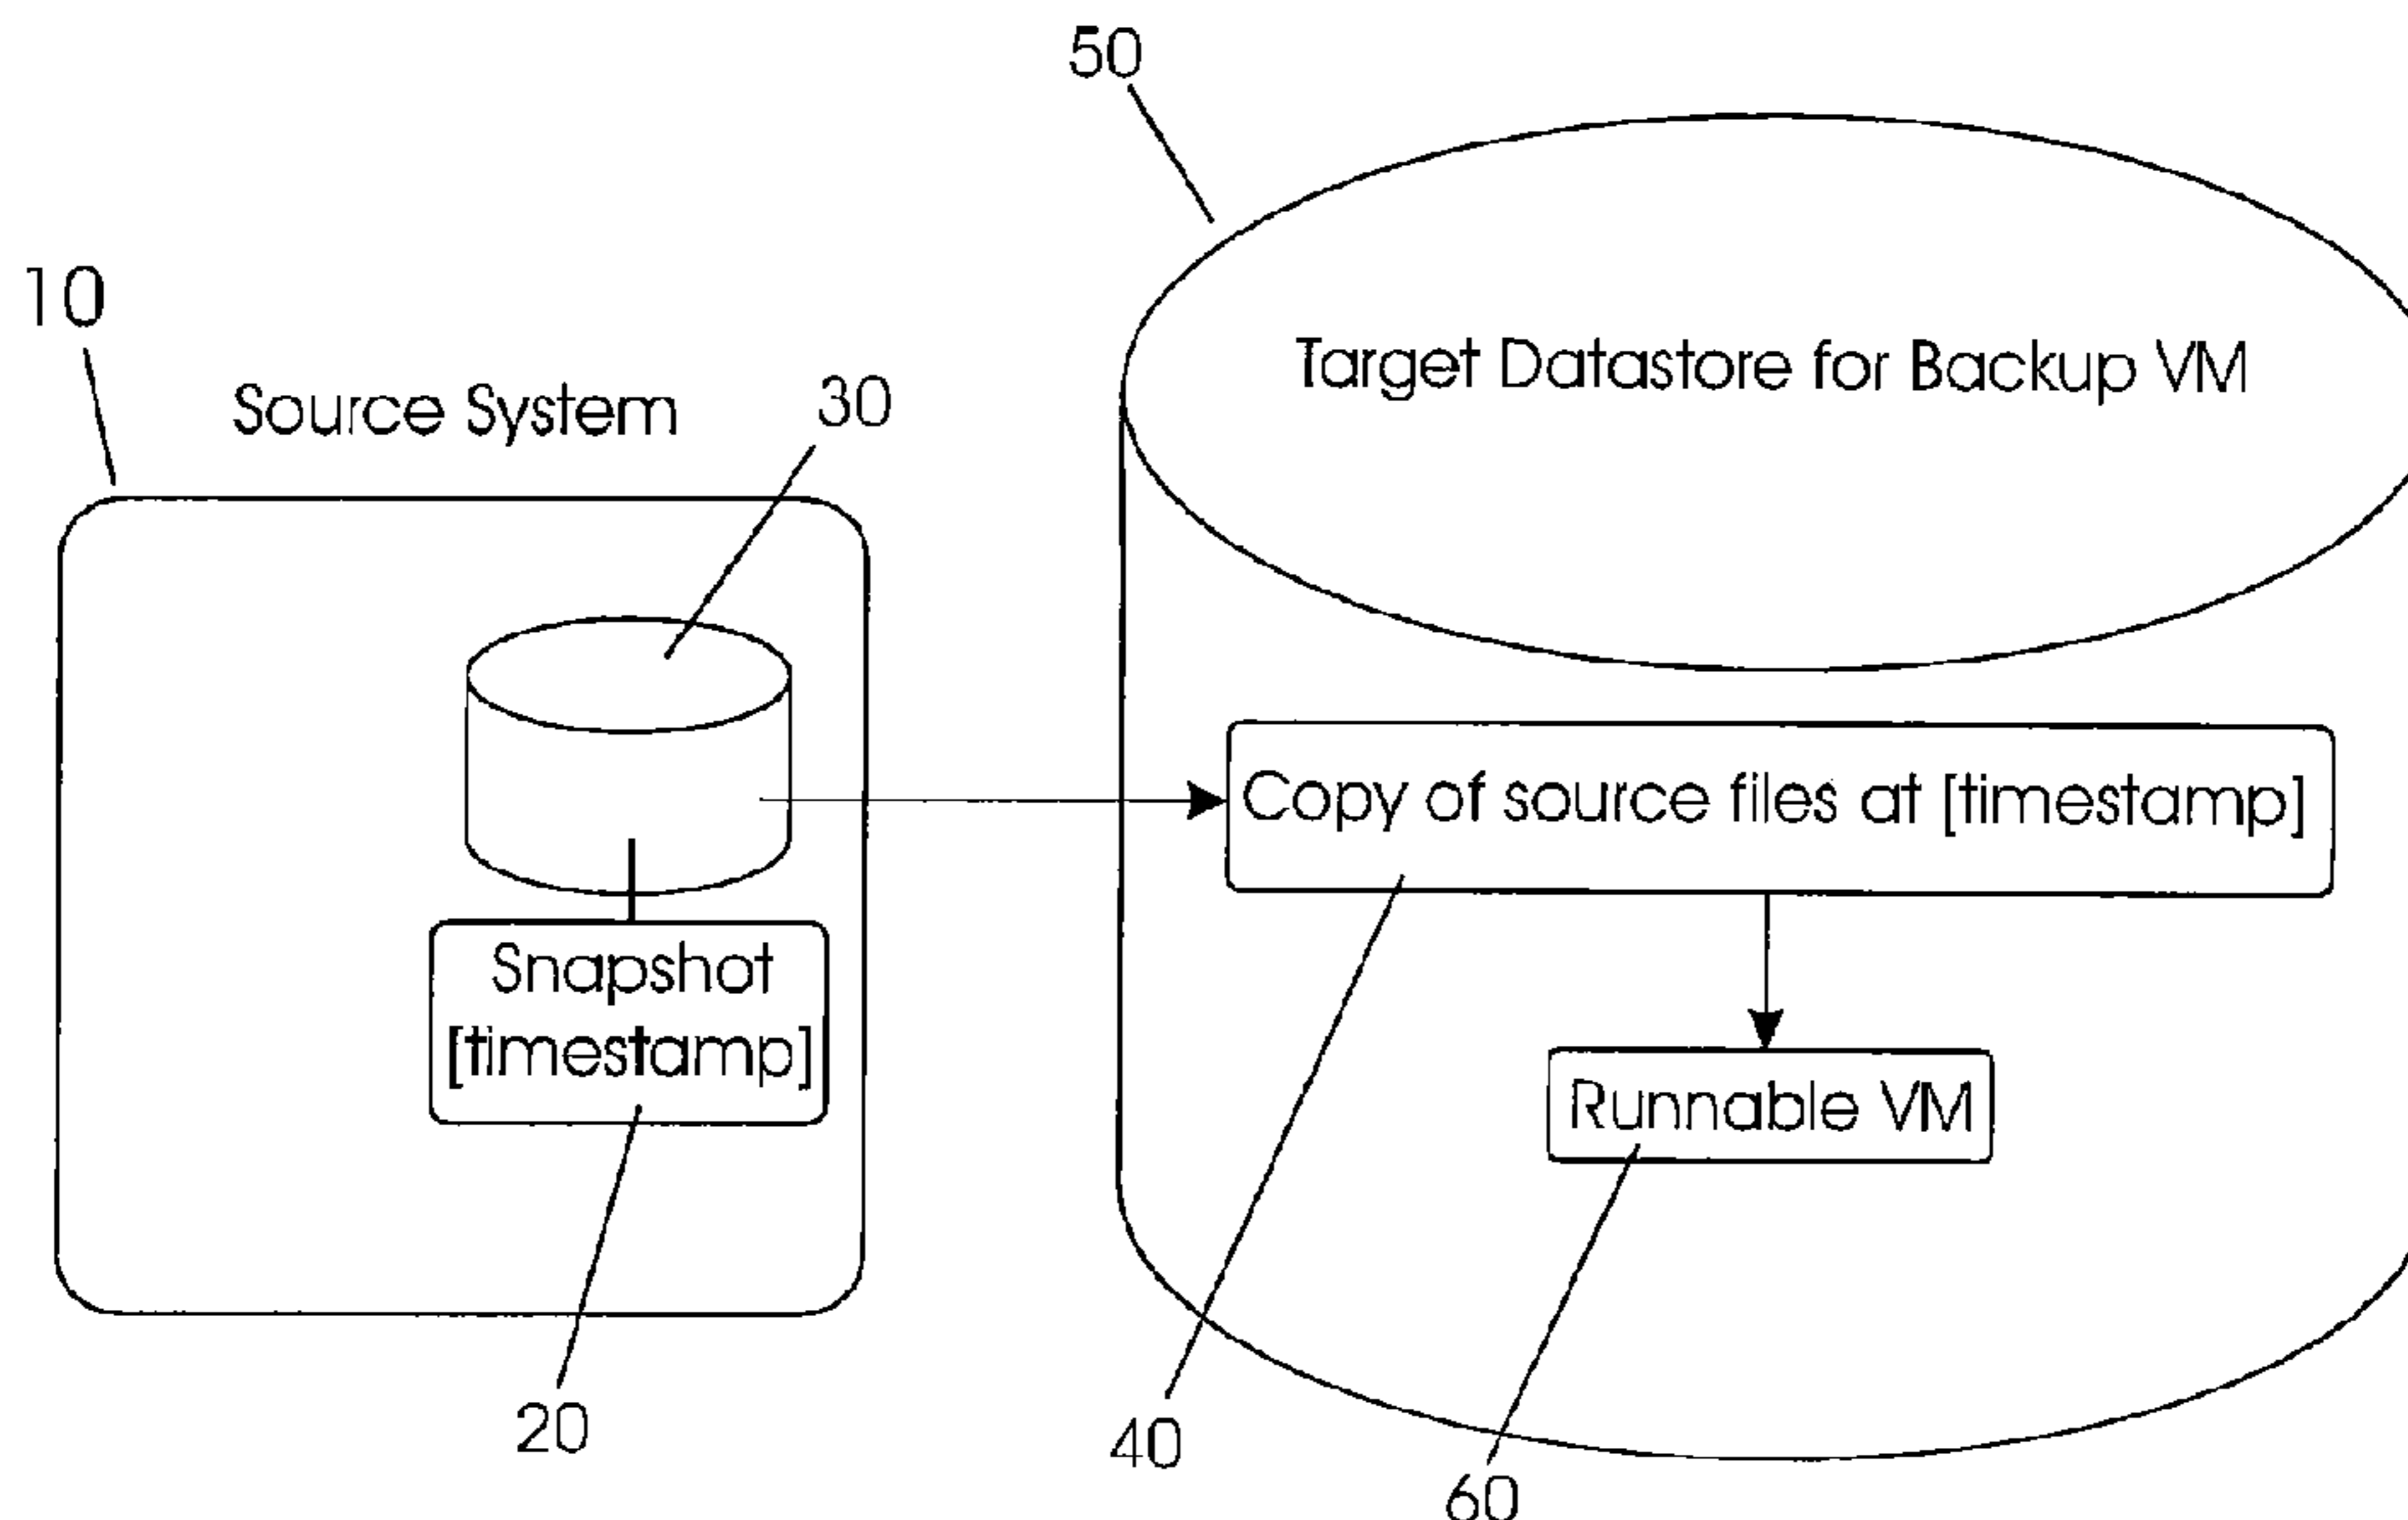 50
10
Source System
30
Target Datastore for Backup VM
Copy of source files at [timestamp]
Snapshot
[timestamp]
Runnable VM
20
40
60